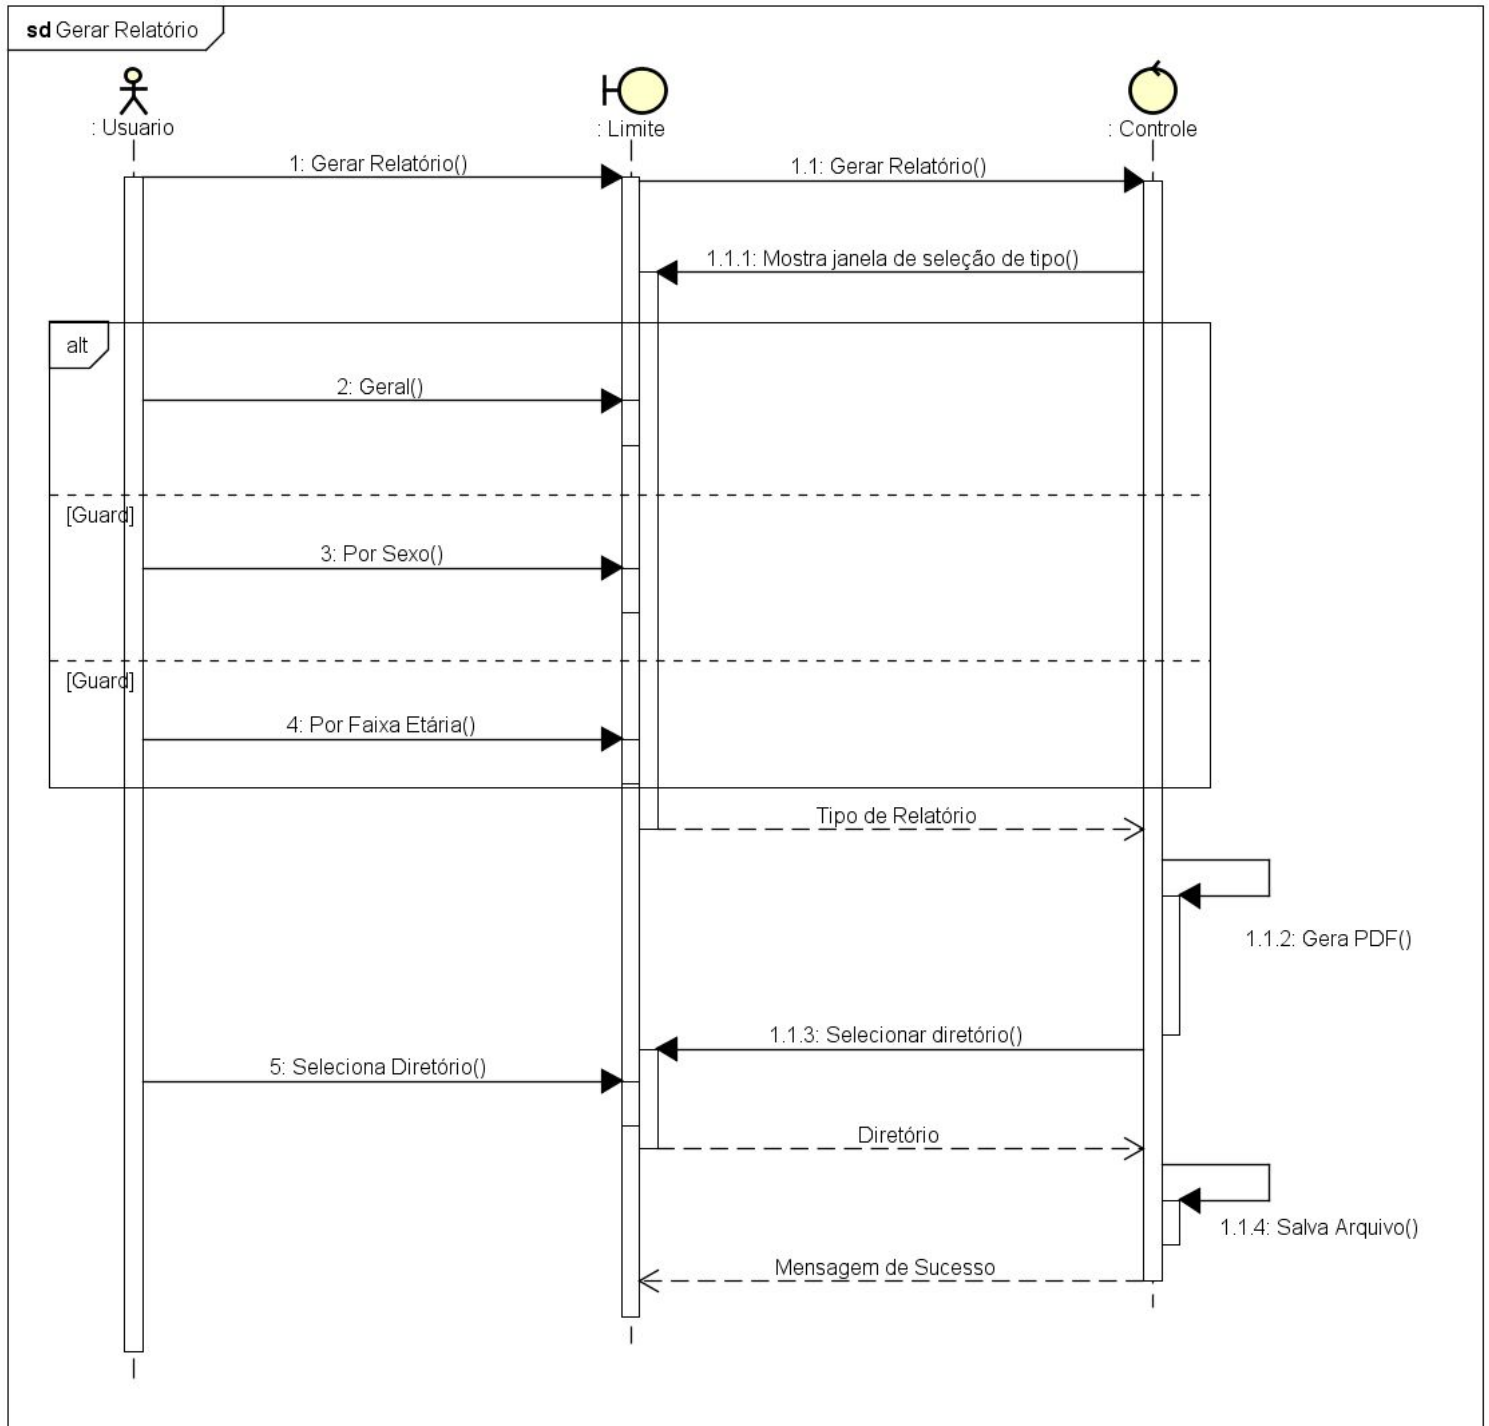 sd Gerar Relatório
: Usuario
: Limite
: Controle
1: Gerar Relatório()
1.1: Gerar Relatório()
1.1.1: Mostra janela de seleção de tipo()
alt
2: Geral()
[Guard]
3: Por Sexo()
[Guard]
4: Por Faixa Etária()
Tipo de Relatório
1.1.2: Gera PDF()
1.1.3: Selecionar diretório()
5: Seleciona Diretório()
Diretório
1.1.4: Salva Arquivo()
Mensagem de Sucesso